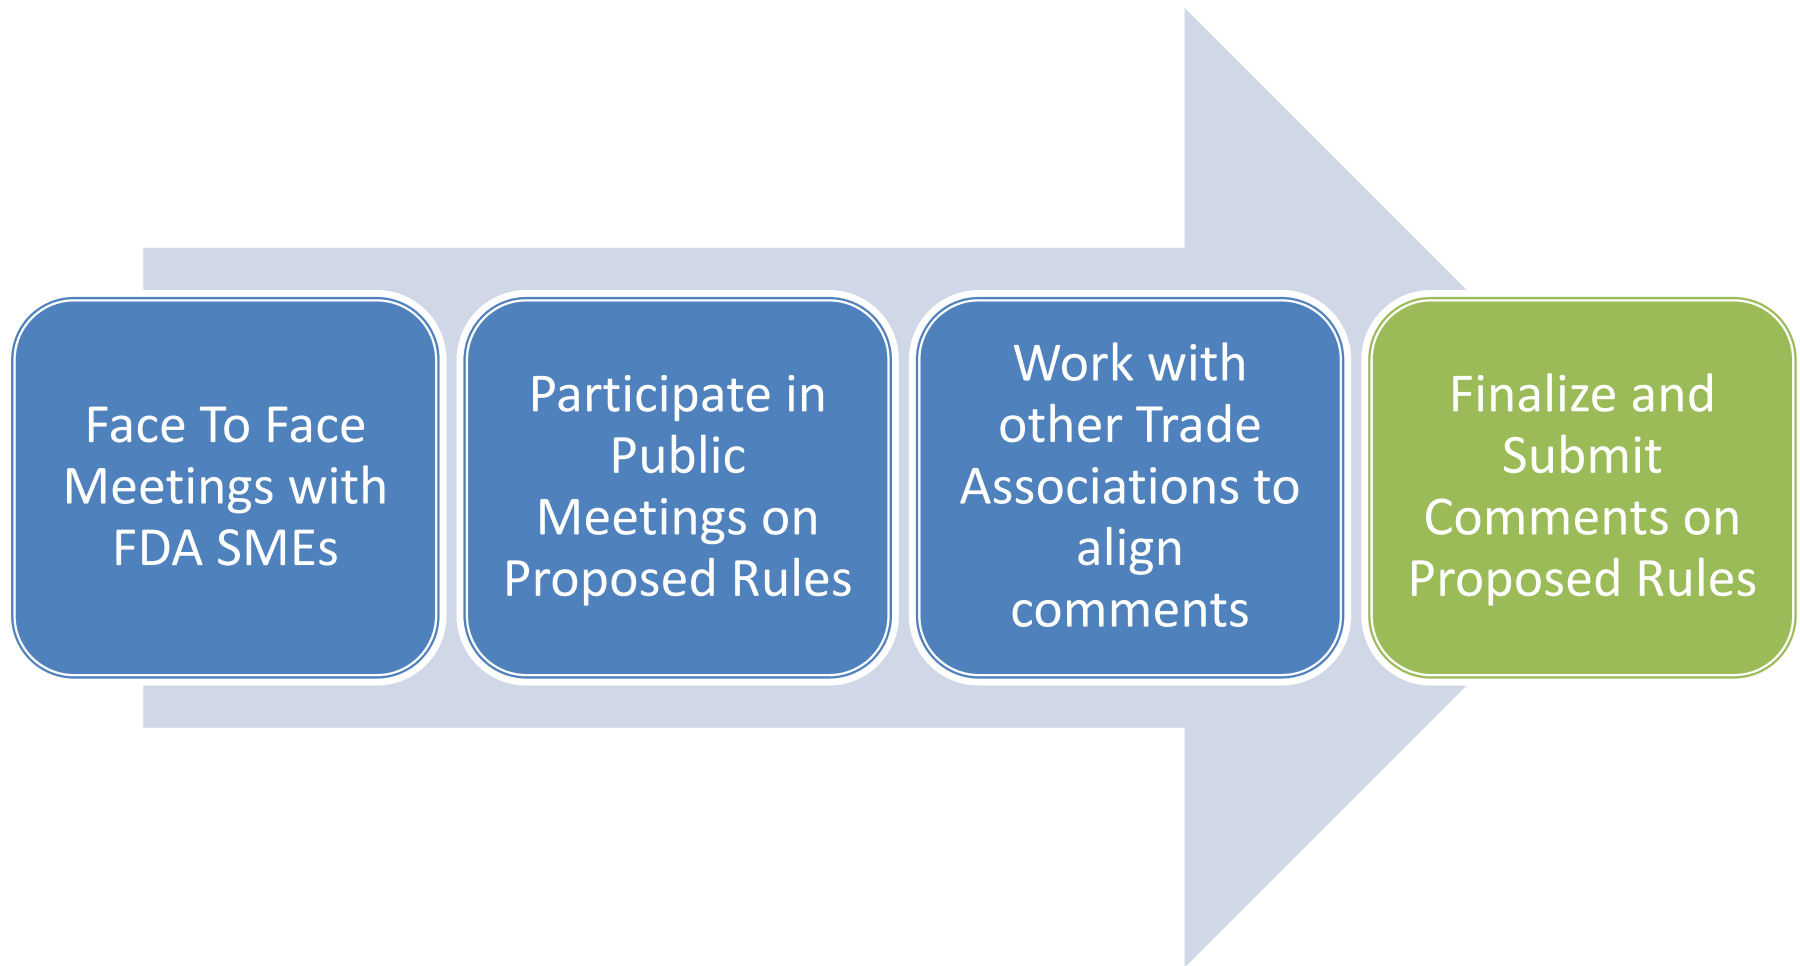 Face To Face
Meetings with
FDA SMEs
Participate in
Public
Meetings on
Proposed Rules
Work with
other Trade
Associations to
align
comments
Finalize and
Submit
Comments on
Proposed Rules